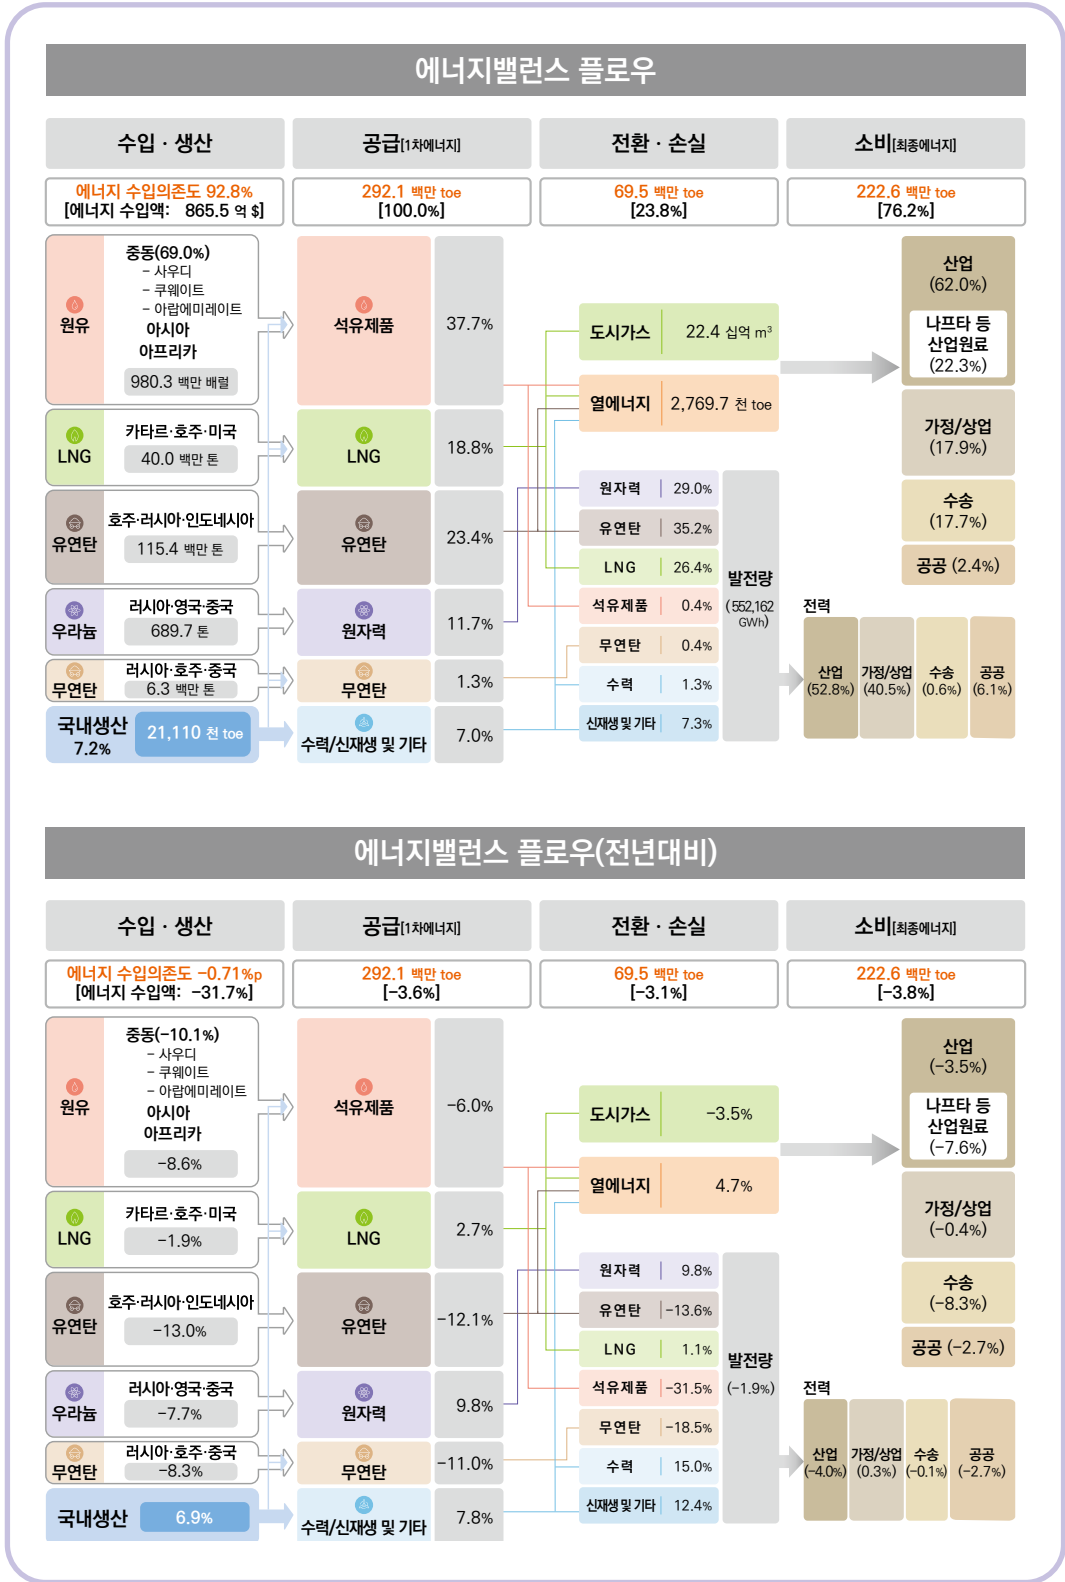 에너지밸런스 플로우
수입 · 생산
공급[1차에너지]
전환 · 손실
소비[최종에너지]
에너지 수입의존도 92.8%
[에너지 수입액: 865.5 억 $]
292.1 백만 toe
[100.0%]
69.5 백만 toe
[23.8%]
222.6 백만 toe
[76.2%]
원유
중동(69.0%)
- 사우디
- 쿠웨이트
- 아랍에미레이트
아시아
아프리카
980.3 백만 배럴
LNG
카타르·호주·미국
40.0 백만 톤
유연탄
호주·러시아·인도네시아
115.4 백만 톤
우라늄
러시아·영국·중국
689.7 톤
무연탄
러시아·호주·중국
6.3 백만 톤
국내생산
7.2%
21,110 천 toe
석유제품
37.7%
LNG
18.8%
유연탄
23.4%
원자력
11.7%
무연탄
1.3%
수력/신재생 및 기타
7.0%
도시가스
22.4 십억 m³
열에너지
2,769.7 천 toe
원자력 29.0%
유연탄 35.2%
LNG 26.4%
석유제품 0.4%
무연탄 0.4%
수력 1.3%
신재생 및 기타 7.3%
발전량
(552,162
GWh)
산업
(62.0%)
나프타 등
산업원료
(22.3%)
가정/상업
(17.9%)
수송
(17.7%)
공공 (2.4%)
전력
산업
(52.8%)
가정/상업
(40.5%)
수송
(0.6%)
공공
(6.1%)
에너지밸런스 플로우(전년대비)
수입 · 생산
공급[1차에너지]
전환 · 손실
소비[최종에너지]
에너지 수입의존도 -0.71%p
[에너지 수입액: -31.7%]
292.1 백만 toe
[-3.6%]
69.5 백만 toe
[-3.1%]
222.6 백만 toe
[-3.8%]
원유
중동(-10.1%)
- 사우디
- 쿠웨이트
- 아랍에미레이트
아시아
아프리카
-8.6%
LNG
카타르·호주·미국
-1.9%
유연탄
호주·러시아·인도네시아
-13.0%
우라늄
러시아·영국·중국
-7.7%
무연탄
러시아·호주·중국
-8.3%
국내생산
6.9%
석유제품
-6.0%
LNG
2.7%
유연탄
-12.1%
원자력
9.8%
무연탄
-11.0%
수력/신재생 및 기타
7.8%
도시가스
-3.5%
열에너지
4.7%
원자력 9.8%
유연탄 -13.6%
LNG 1.1%
석유제품 -31.5%
무연탄 -18.5%
수력 15.0%
신재생 및 기타 12.4%
발전량
(-1.9%)
산업
(-3.5%)
나프타 등
산업원료
(-7.6%)
가정/상업
(-0.4%)
수송
(-8.3%)
공공 (-2.7%)
전력
산업
(-4.0%)
가정/상업
(0.3%)
수송
(-0.1%)
공공
(-2.7%)